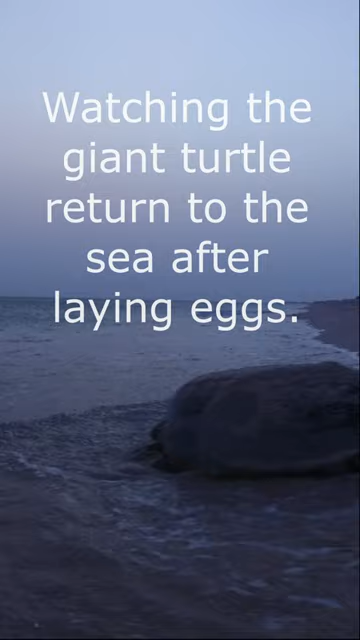 Watching the
giant turtle
return to the
sea after
laying eggs.